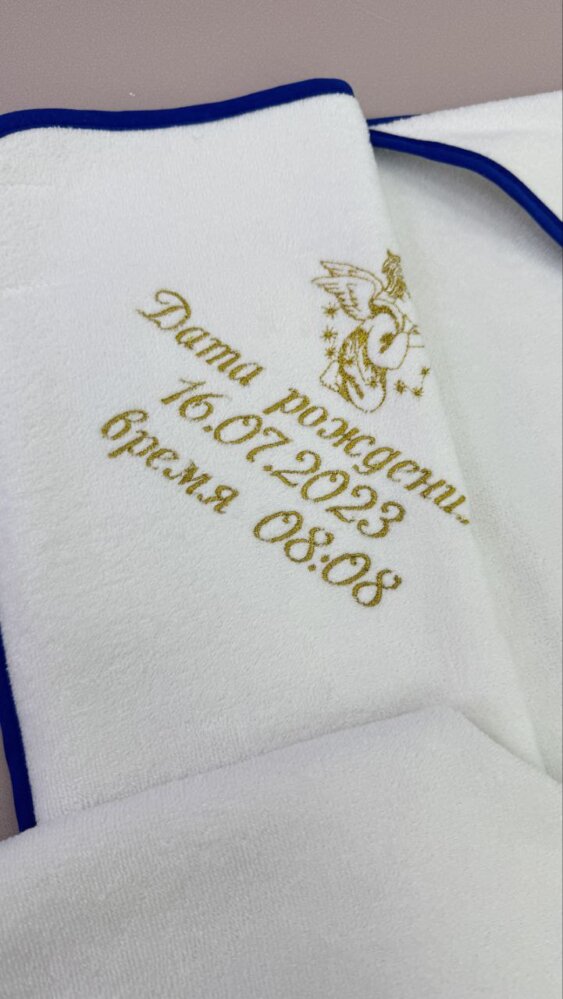 Дата рождени
16.07.2023
время 08:08